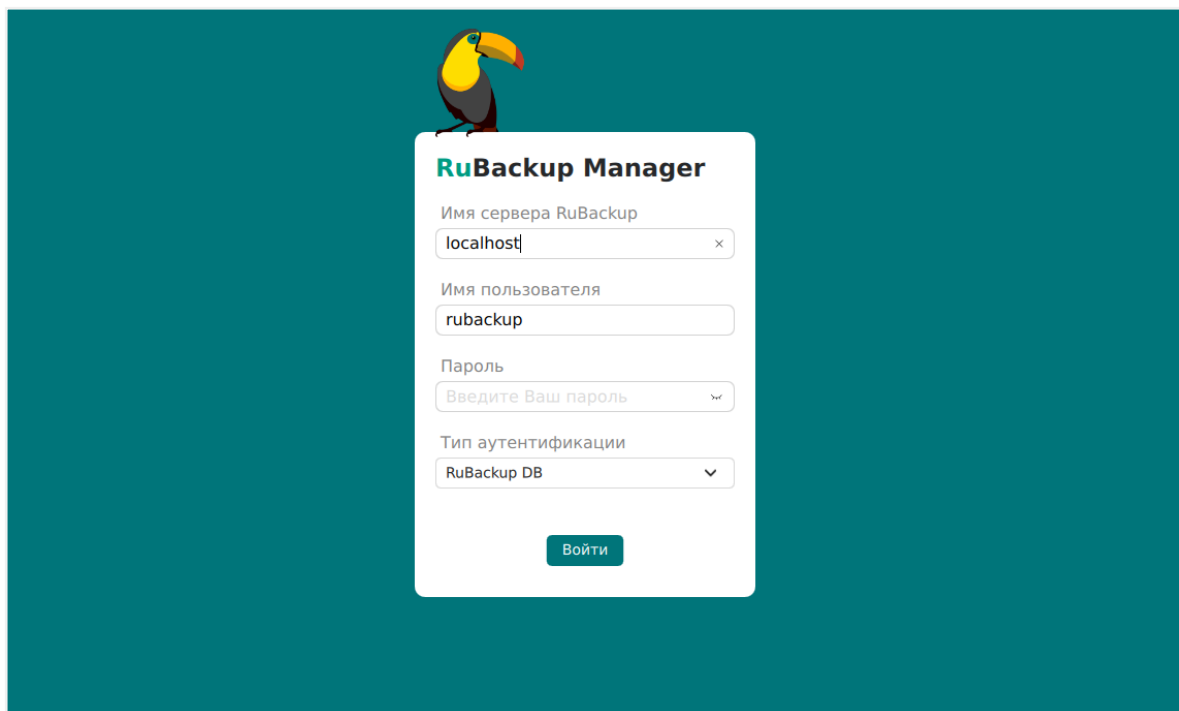 RuBackup Manager
Имя сервера RuBackup
localhost
Имя пользователя
rubackup
Пароль
Введите Ваш пароль
Тип аутентификации
RuBackup DB
Войти